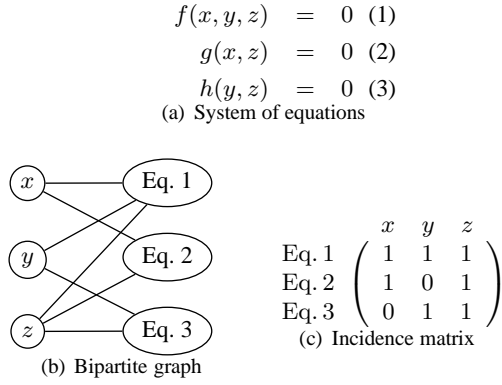 f(x, y, z) = 0 (1)
g(x, z) = 0 (2)
h(y, z) = 0 (3)
(a) System of equations
x Eq. 1
y Eq. 2
z Eq. 3
(b) Bipartite graph
x y z
Eq. 1 ( 1 1 1 )
Eq. 2 ( 1 0 1 )
Eq. 3 ( 0 1 1 )
(c) Incidence matrix